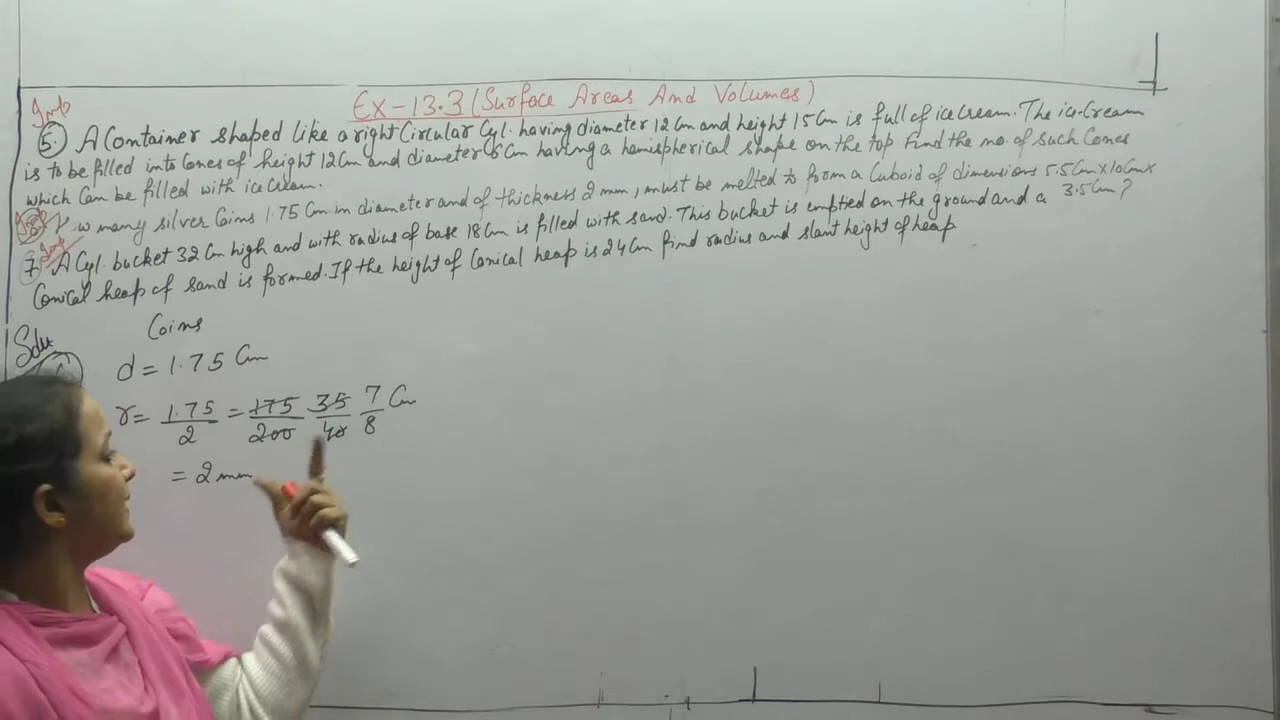 Ex-13.3 (Surface Areas And Volumes)
Imp
5. A Container shaped like a right Circular Cyl. having diameter 12 Cm and height 15 Cm is full of ice cream. The ice-Cream
is to be filled into Cones of height 12 Cm and diameter 6 Cm having a hemispherical shape on the top. Find the no. of such Cones
which Can be filled with ice Cream.
w many silver Coins 1.75 Cm in diameter and of thickness 2 mm, must be melted to form a Cuboid of dimensions 5.5 Cm x 10 Cm x
3.5 Cm?
Imp
7. A Cyl. bucket 32 Cm high and with radius of base 18 Cm is filled with sand. This bucket is emptied on the ground and a
Conical heap of sand is formed. If the height of Conical heap is 24 Cm find radius and slant height of heap
Coins
d = 1.75 Cm
r = 1.75/2 = 175/200 35/40 7/8 Cm
= 2 mm